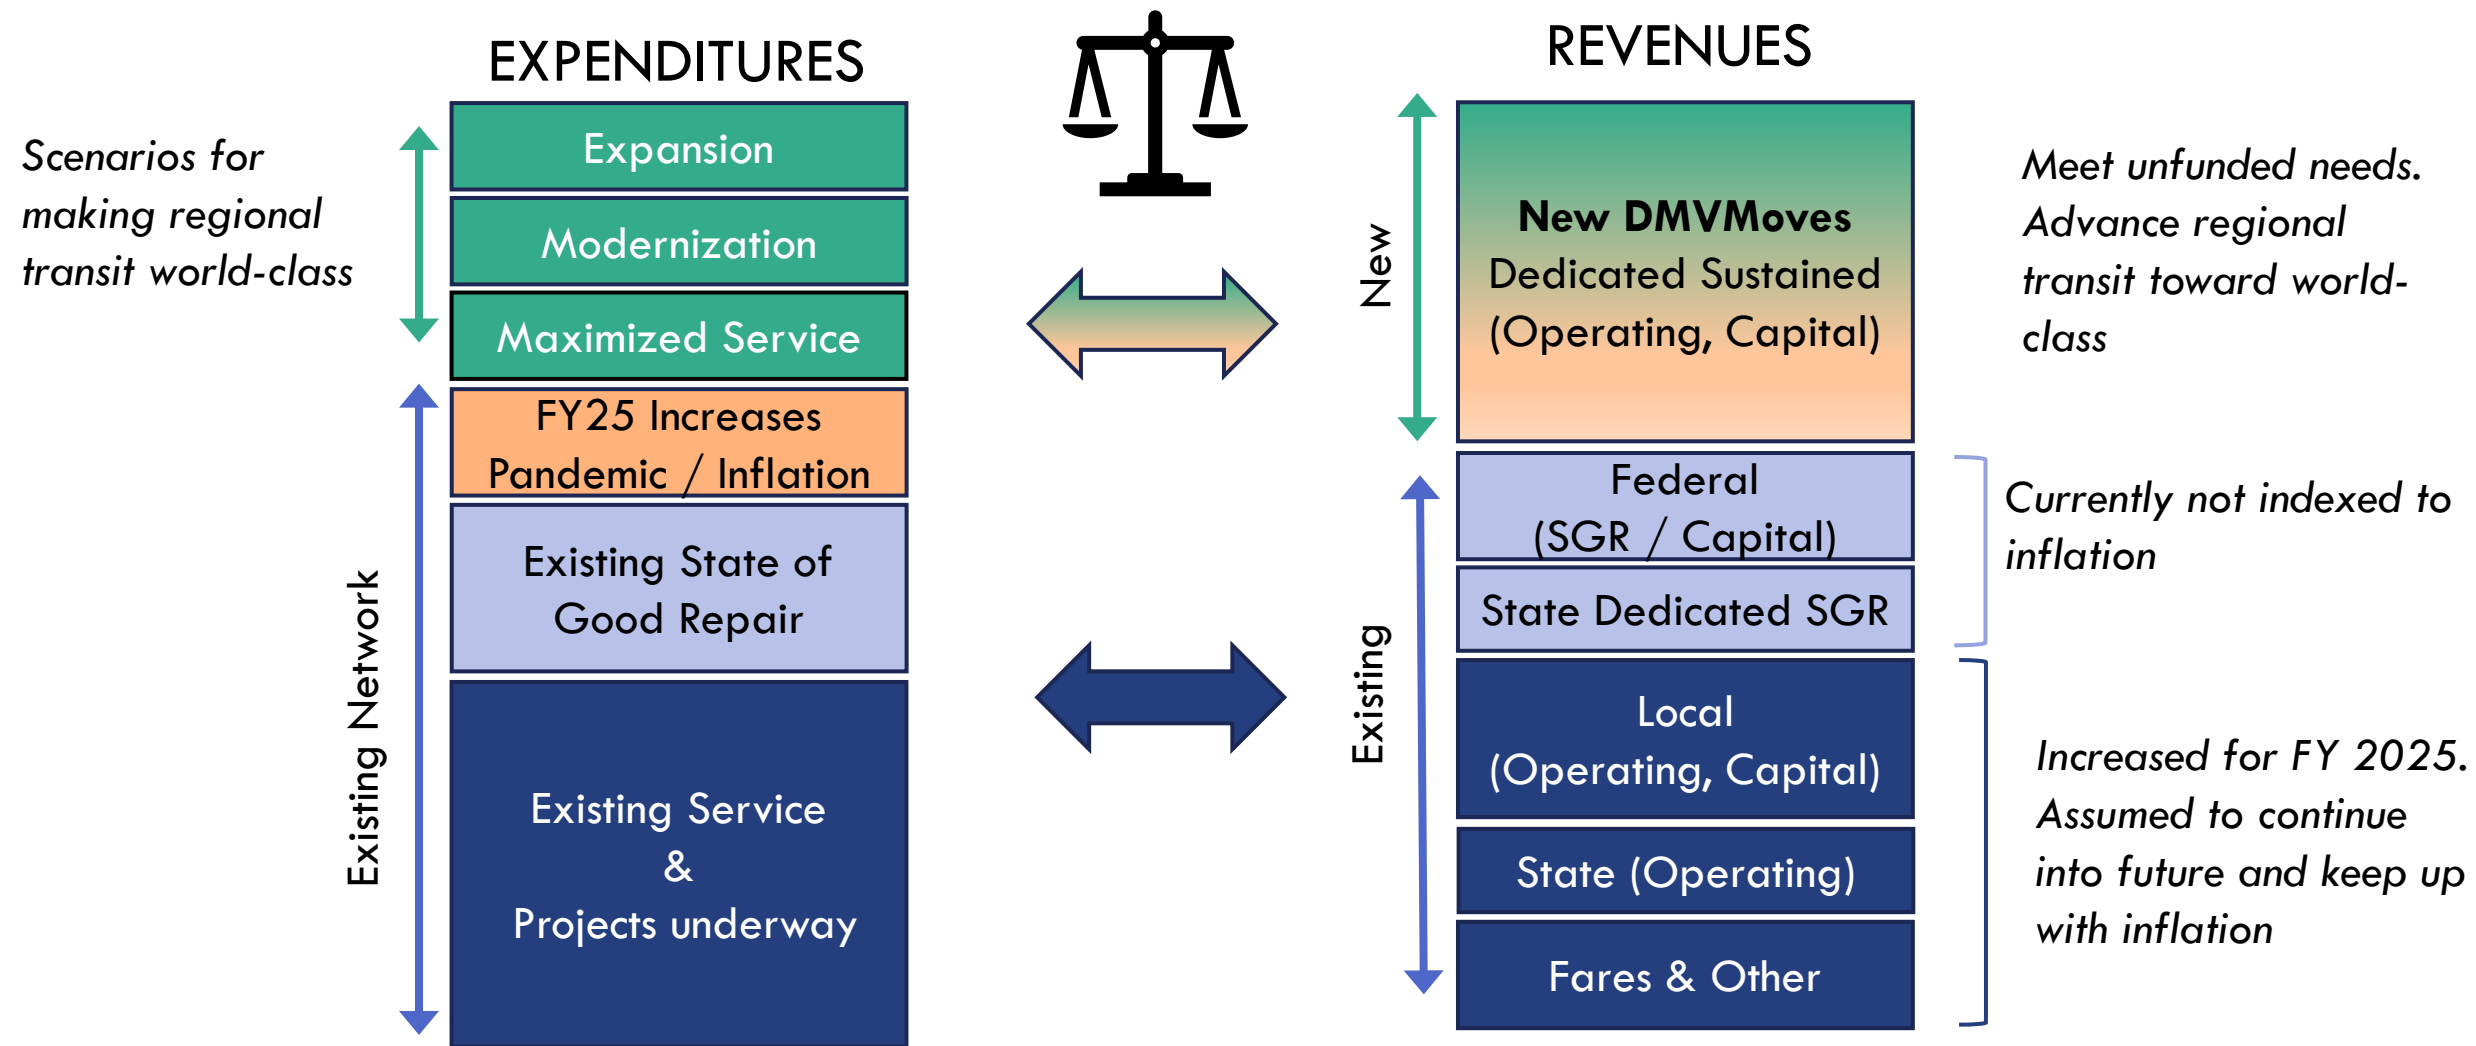 EXPENDITURES
Scenarios for
making regional
transit world-class
Expansion
Modernization
Maximized Service
FY25 Increases
Pandemic / Inflation
Existing State of
Good Repair
Existing Service
&
Projects underway
Existing Network
REVENUES
New
New DMVMoves
Dedicated Sustained
(Operating, Capital)
Meet unfunded needs.
Advance regional
transit toward world-
class
Existing
Federal
(SGR / Capital)
State Dedicated SGR
Currently not indexed to
inflation
Local
(Operating, Capital)
State (Operating)
Fares & Other
Increased for FY 2025.
Assumed to continue
into future and keep up
with inflation